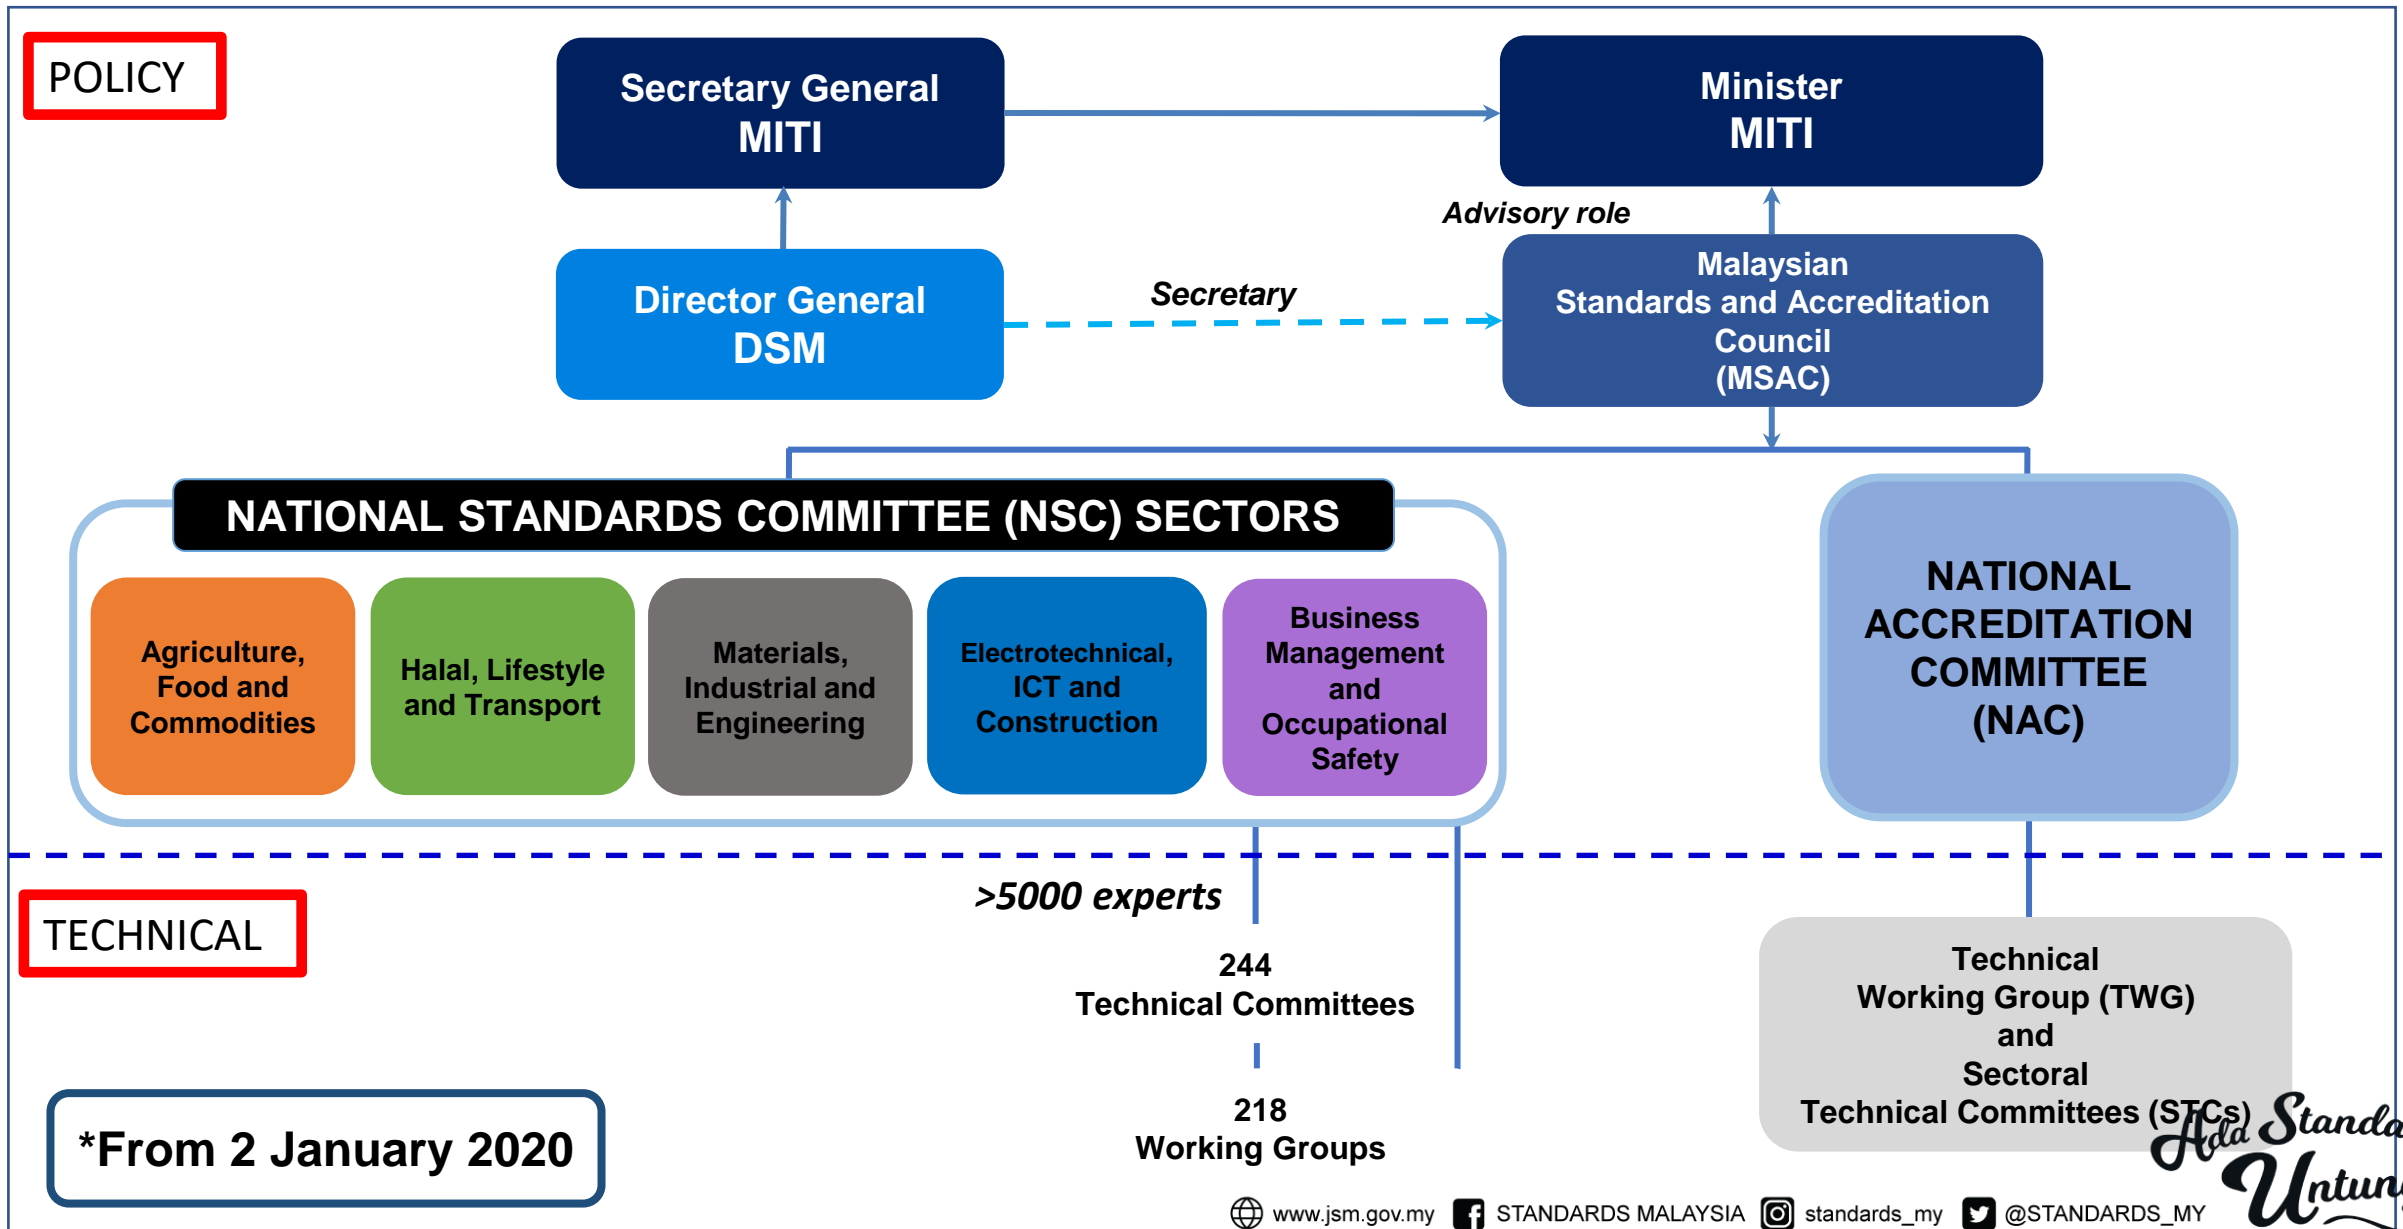 POLICY
Secretary General
MITI
Minister
MITI
Advisory role
Director General
DSM
Secretary
Malaysian
Standards and Accreditation
Council
(MSAC)
NATIONAL STANDARDS COMMITTEE (NSC) SECTORS
Agriculture,
Food and
Commodities
Halal, Lifestyle
and Transport
Materials,
Industrial and
Engineering
Electrotechnical,
ICT and
Construction
Business
Management
and
Occupational
Safety
NATIONAL
ACCREDITATION
COMMITTEE
(NAC)
TECHNICAL
>5000 experts
244
Technical Committees
218
Working Groups
Technical
Working Group (TWG)
and
Sectoral
Technical Committees (STCs)
*From 2 January 2020
Ada Standa
Untun
www.jsm.gov.my STANDARDS MALAYSIA standards_my @STANDARDS_MY